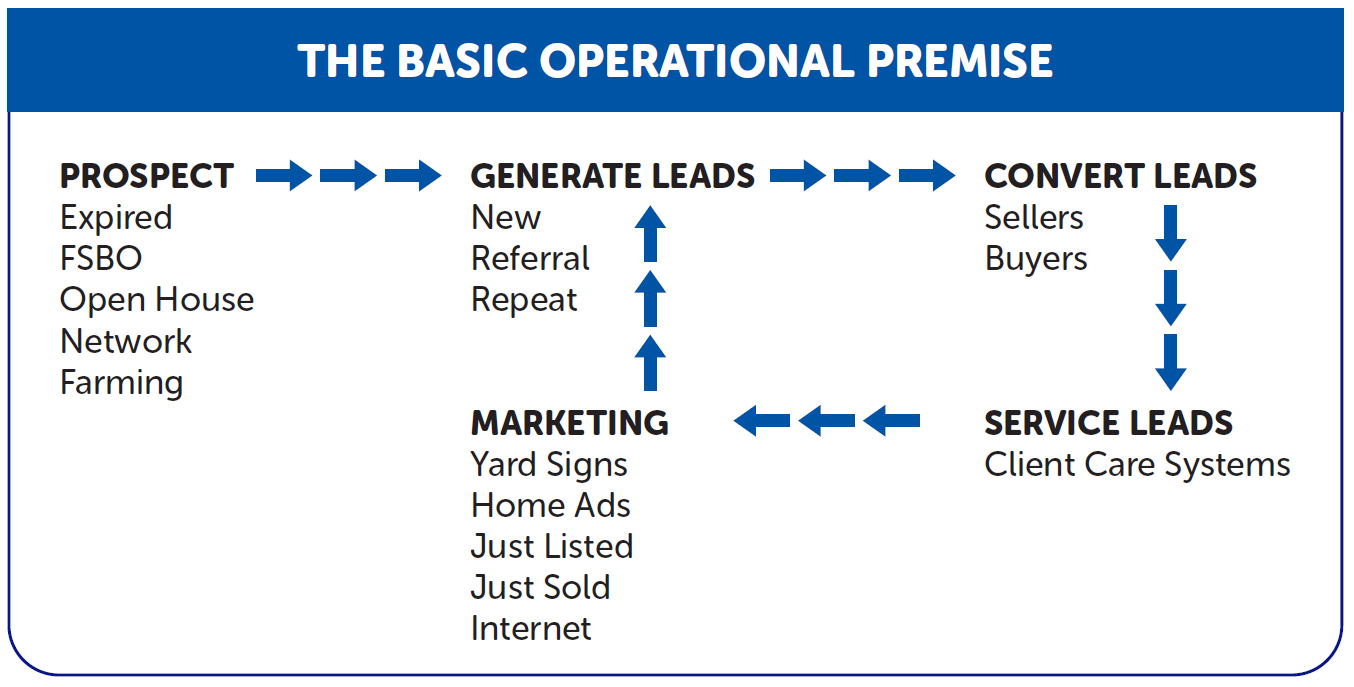 THE BASIC OPERATIONAL PREMISE
PROSPECT
Expired
FSBO
Open House
Network
Farming
GENERATE LEADS
New
Referral
Repeat
CONVERT LEADS
Sellers
Buyers
MARKETING
Yard Signs
Home Ads
Just Listed
Just Sold
Internet
SERVICE LEADS
Client Care Systems